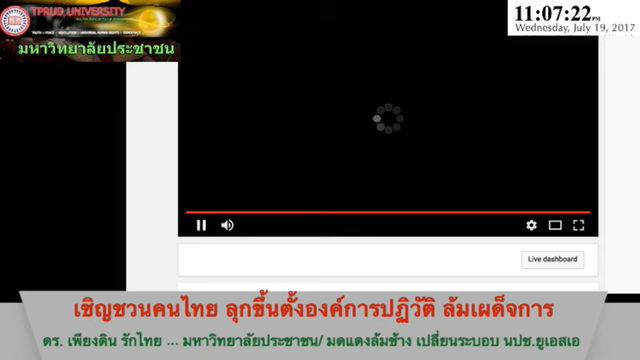 TPRUD UNIVERSITY
มหาวิทยาลัยประชาชน
11:07:22PM
Wednesday, July 19, 2017
Live dashboard
เชิญชวนคนไทย ลุกขึ้นตั้งองค์การปฏิวัติ ล้มเผด็จการ
ดร. เพียงดิน รักไทย ... มหาวิทยาลัยประชาชน/ มดแดงล้มช้าง เปลี่ยนระบอบ นปช.ยูเอสเอ